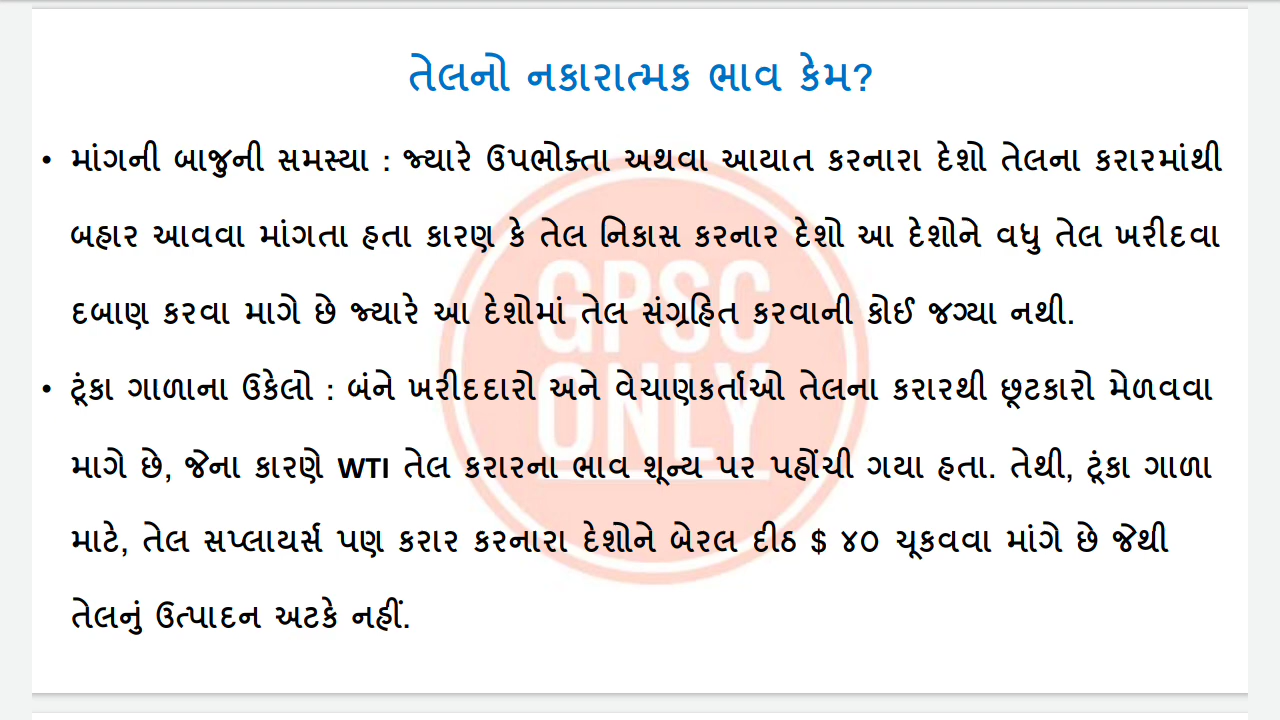 તેલનો નકારાત્મક ભાવ કેમ?
• માંગની બાજુની સમસ્યા : જ્યારે ઉપભોક્તા અથવા આયાત કરનારા દેશો તેલના કરારમાંથી
બહાર આવવા માંગતા હતા કારણ કે તેલ નિકાસ કરનાર દેશો આ દેશોને વધુ તેલ ખરીદવા
દબાણ કરવા માગે છે જ્યારે આ દેશોમાં તેલ સંગ્રહિત કરવાની કોઈ જગ્યા નથી.
• ટૂંકા ગાળાના ઉકેલો : બંને ખરીદદારો અને વેચાણકર્તાઓ તેલના કરારથી છૂટકારો મેળવવા
માગે છે, જેના કારણે WTI તેલ કરારના ભાવ શૂન્ય પર પહોંચી ગયા હતા. તેથી, ટૂંકા ગાળા
માટે, તેલ સપ્લાયર્સ પણ કરાર કરનારા દેશોને બેરલ દીઠ $ ૪૦ ચૂકવવા માંગે છે જેથી
તેલનું ઉત્પાદન અટકે નહીં.
GPSC
ONLY